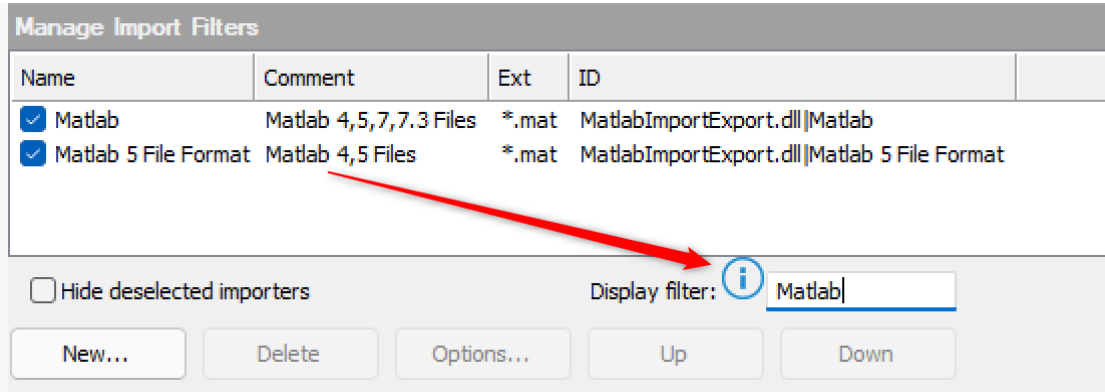 Manage Import Filters
Name Comment Ext ID
Matlab Matlab 4,5,7,7.3 Files *.mat MatlabImportExport.dll|Matlab
Matlab 5 File Format Matlab 4,5 Files *.mat MatlabImportExport.dll|Matlab 5 File Format
Hide deselected importers Display filter: i Matlab
New... Delete Options... Up Down